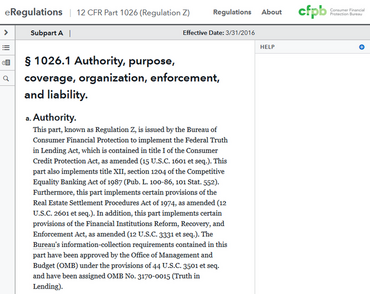 eRegulations | 12 CFR Part 1026 (Regulation Z) Regulations About cfpb Consumer Financial Protection Bureau
Subpart A | Effective Date: 3/31/2016
HELP
§ 1026.1 Authority, purpose,
coverage, organization, enforcement,
and liability.
a. Authority.
This part, known as Regulation Z, is issued by the Bureau of
Consumer Financial Protection to implement the Federal Truth
in Lending Act, which is contained in title I of the Consumer
Credit Protection Act, as amended (15 U.S.C. 1601 et seq.). This
part also implements title XII, section 1204 of the Competitive
Equality Banking Act of 1987 (Pub. L. 100-86, 101 Stat. 552).
Furthermore, this part implements certain provisions of the
Real Estate Settlement Procedures Act of 1974, as amended (12
U.S.C. 2601 et seq.). In addition, this part implements certain
provisions of the Financial Institutions Reform, Recovery, and
Enforcement Act, as amended (12 U.S.C. 3331 et seq.). The
Bureau's information-collection requirements contained in this
part have been approved by the Office of Management and
Budget (OMB) under the provisions of 44 U.S.C. 3501 et seq.
and have been assigned OMB No. 3170-0015 (Truth in
Lending).